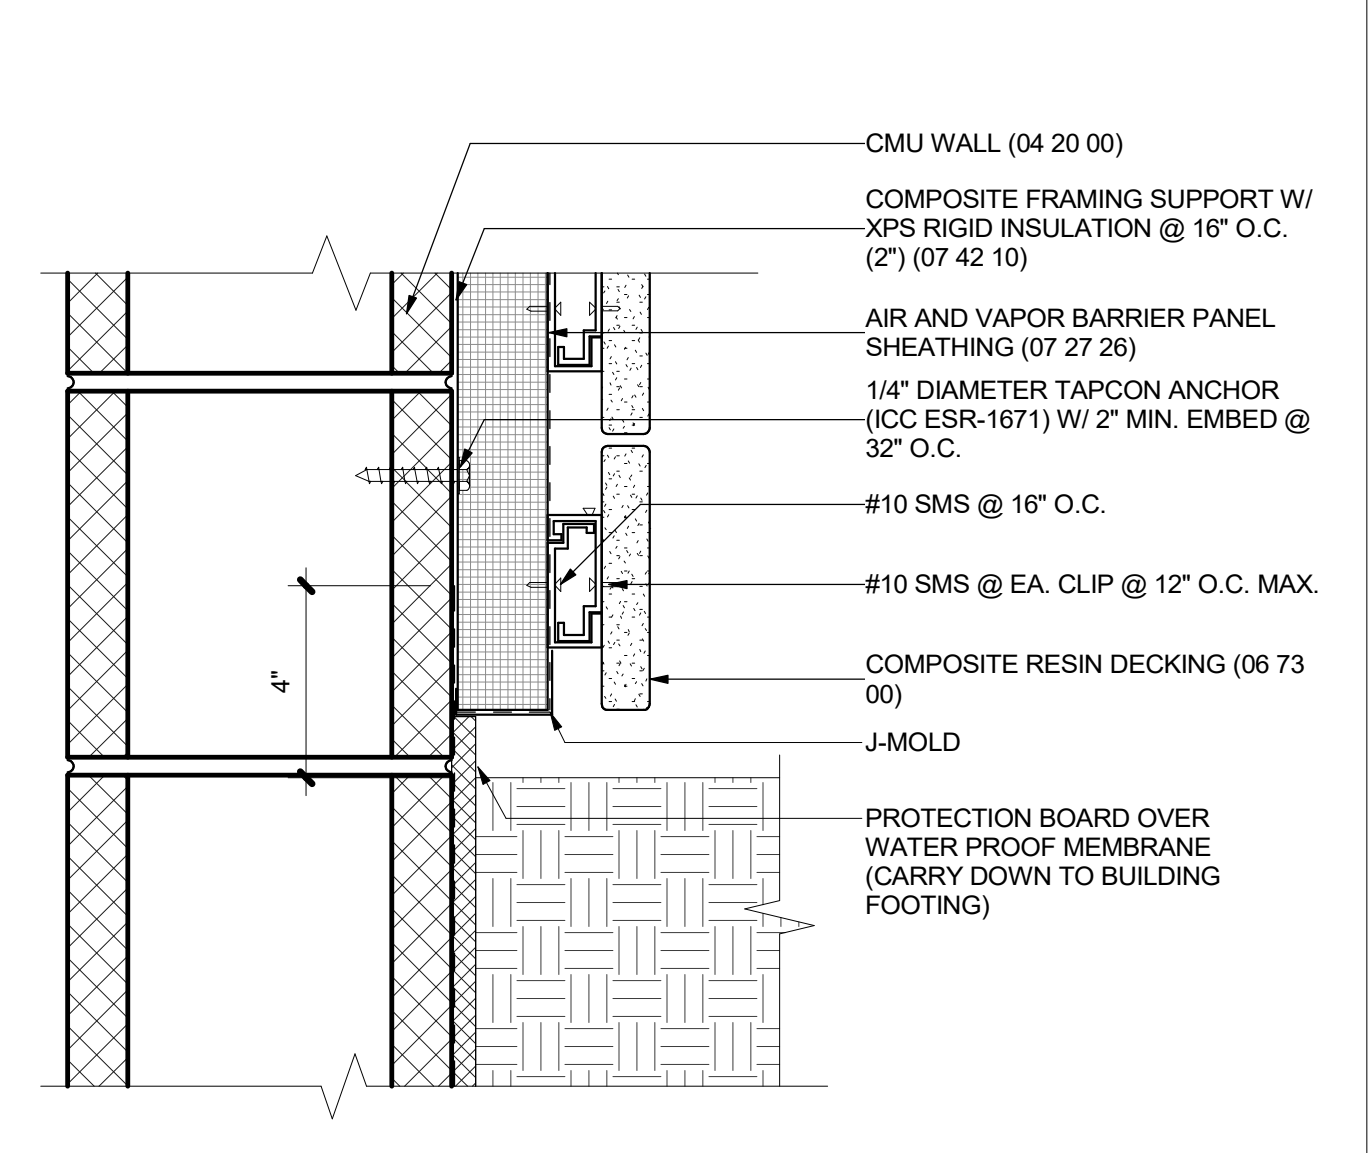 CMU WALL (04 20 00)
COMPOSITE FRAMING SUPPORT W/
XPS RIGID INSULATION @ 16" O.C.
(2") (07 42 10)
AIR AND VAPOR BARRIER PANEL
SHEATHING (07 27 26)
1/4" DIAMETER TAPCON ANCHOR
(ICC ESR-1671) W/ 2" MIN. EMBED @
32" O.C.
#10 SMS @ 16" O.C.
#10 SMS @ EA. CLIP @ 12" O.C. MAX.
COMPOSITE RESIN DECKING (06 73
00)
4"
J-MOLD
PROTECTION BOARD OVER
WATER PROOF MEMBRANE
(CARRY DOWN TO BUILDING
FOOTING)